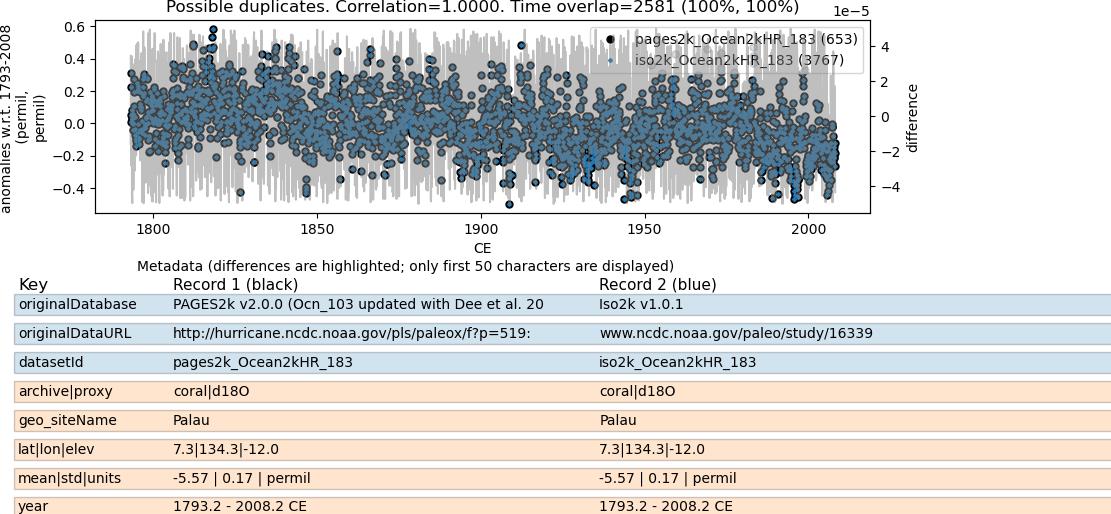 Possible duplicates. Correlation=1.0000. Time overlap=2581 (100%, 100%)
1e−5
anomalies w.r.t. 1793-2008
(permil,
permil)
0.6
0.4
0.2
0.0
−0.2
−0.4
pages2k_Ocean2kHR_183 (653)
iso2k_Ocean2kHR_183 (3767)
4
2
0
−2
−4
difference
1800
1850
1900
1950
2000
CE
Metadata (differences are highlighted; only first 50 characters are displayed)
Key Record 1 (black) Record 2 (blue)
originalDatabase PAGES2k v2.0.0 (Ocn_103 updated with Dee et al. 20 Iso2k v1.0.1
originalDataURL http://hurricane.ncdc.noaa.gov/pls/paleox/f?p=519: www.ncdc.noaa.gov/paleo/study/16339
datasetId pages2k_Ocean2kHR_183 iso2k_Ocean2kHR_183
archive|proxy coral|d18O coral|d18O
geo_siteName Palau Palau
lat|lon|elev 7.3|134.3|-12.0 7.3|134.3|-12.0
mean|std|units -5.57 | 0.17 | permil -5.57 | 0.17 | permil
year 1793.2 - 2008.2 CE 1793.2 - 2008.2 CE